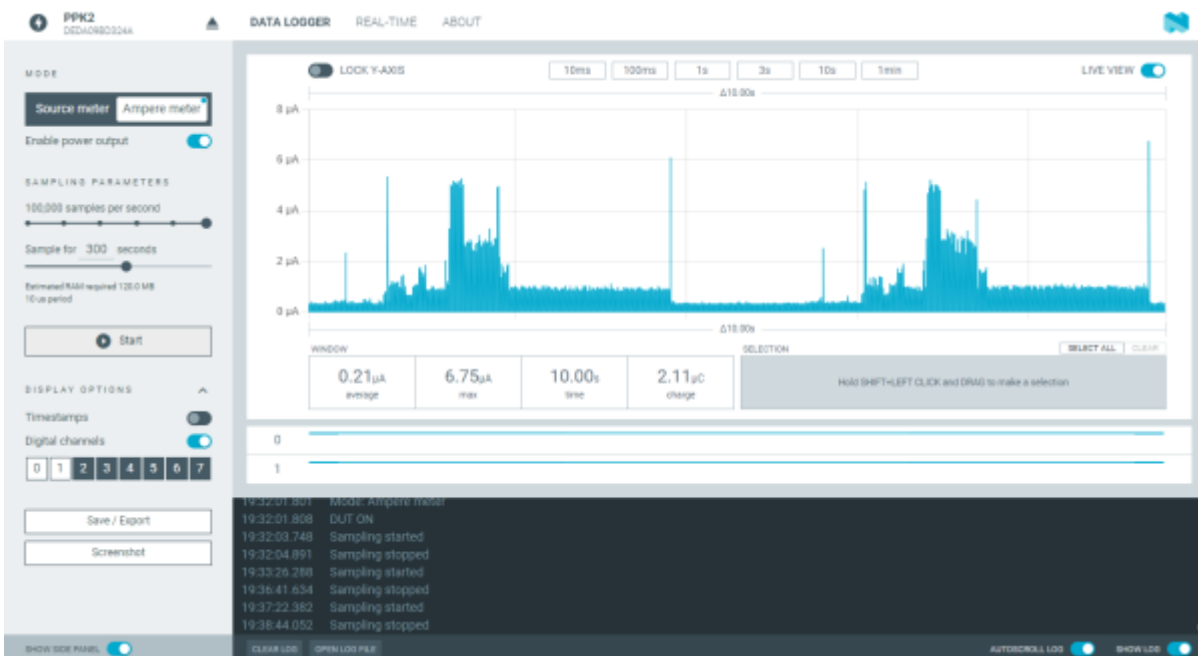 PPK2
DATA LOGGER REAL-TIME ABOUT
MODE
Source meter Ampere meter
Enable power output
SAMPLING PARAMETERS
100,000 samples per second
Sample for 300 seconds
Estimated RAM required 120.0 MB
10 us period
Start
DISPLAY OPTIONS
Timestamps
Digital channels
0 1 2 3 4 5 6 7
Save / Export
Screenshot
SHOW SIDE PANEL
LOCK Y-AXIS
10ms 100ms 1s 3s 10s 1min
LIVE VIEW
Δ10.00s
8 µA
6 µA
4 µA
2 µA
0 µA
Δ10.00s
WINDOW
0.21µA 6.75µA 10.00s 2.11µC
average max time charge
SELECTION
SELECT ALL CLEAR
Hold SHIFT+LEFT CLICK and DRAG to make a selection
0
1
19:32:01.801 Mode: Ampere meter
19:32:01.808 DUT ON
19:32:03.748 Sampling started
19:32:04.891 Sampling stopped
19:33:26.288 Sampling started
19:36:41.634 Sampling stopped
19:37:22.382 Sampling started
19:38:44.052 Sampling stopped
CLEAR LOG OPEN LOG FILE
AUTOSCROLL LOG SHOW LOG